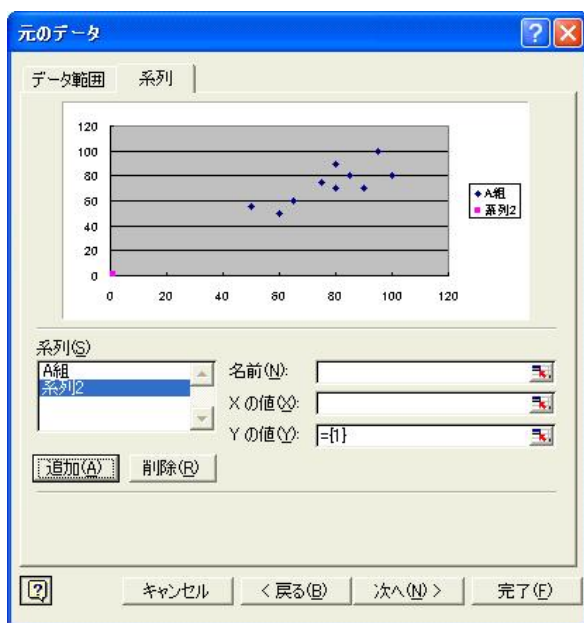 元のデータ
データ範囲 系列
120
100
80
60
40
20
0
0 20 40 60 80 100 120
A組
系列2
系列(S)
A組
系列2
名前(N):
X の値(X):
Y の値(Y): ={1}
追加(A) 削除(R)
キャンセル < 戻る(B) 次へ(N) > 完了(F)